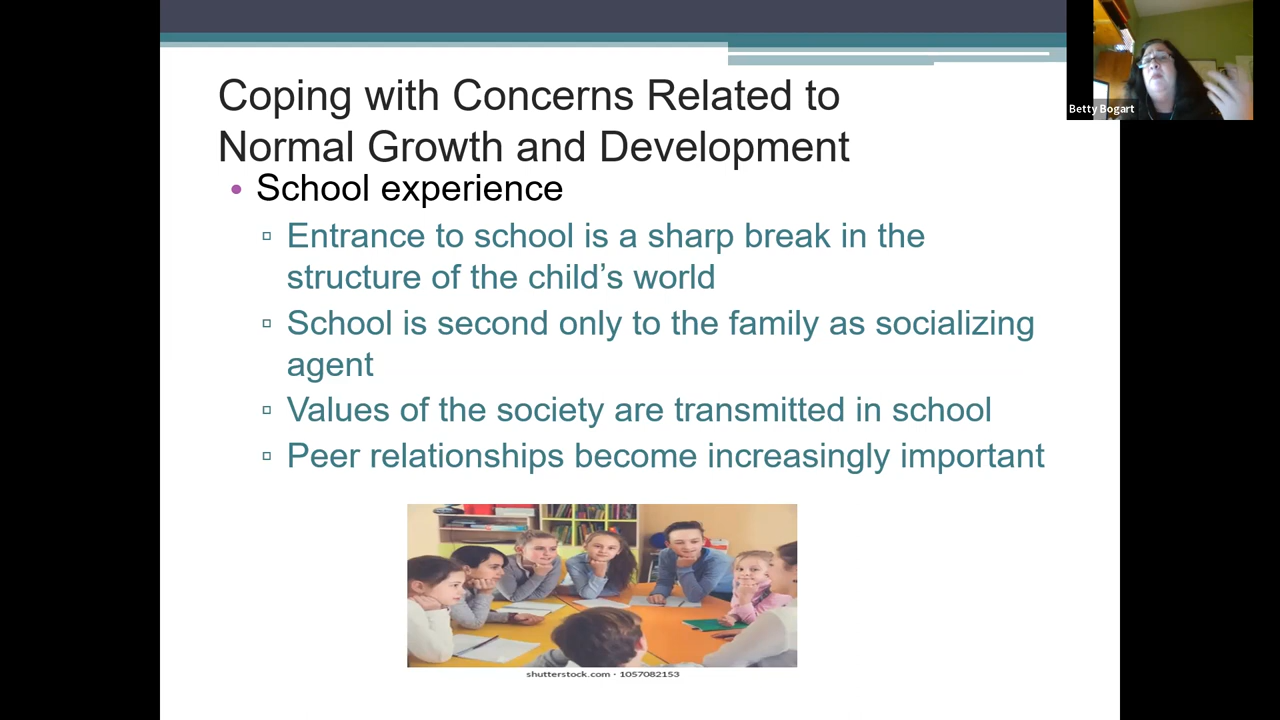 Coping with Concerns Related to
Normal Growth and Development
• School experience
▫ Entrance to school is a sharp break in the
structure of the child’s world
▫ School is second only to the family as socializing
agent
▫ Values of the society are transmitted in school
▫ Peer relationships become increasingly important
shutterstock.com · 1057082153
Betty Bogart